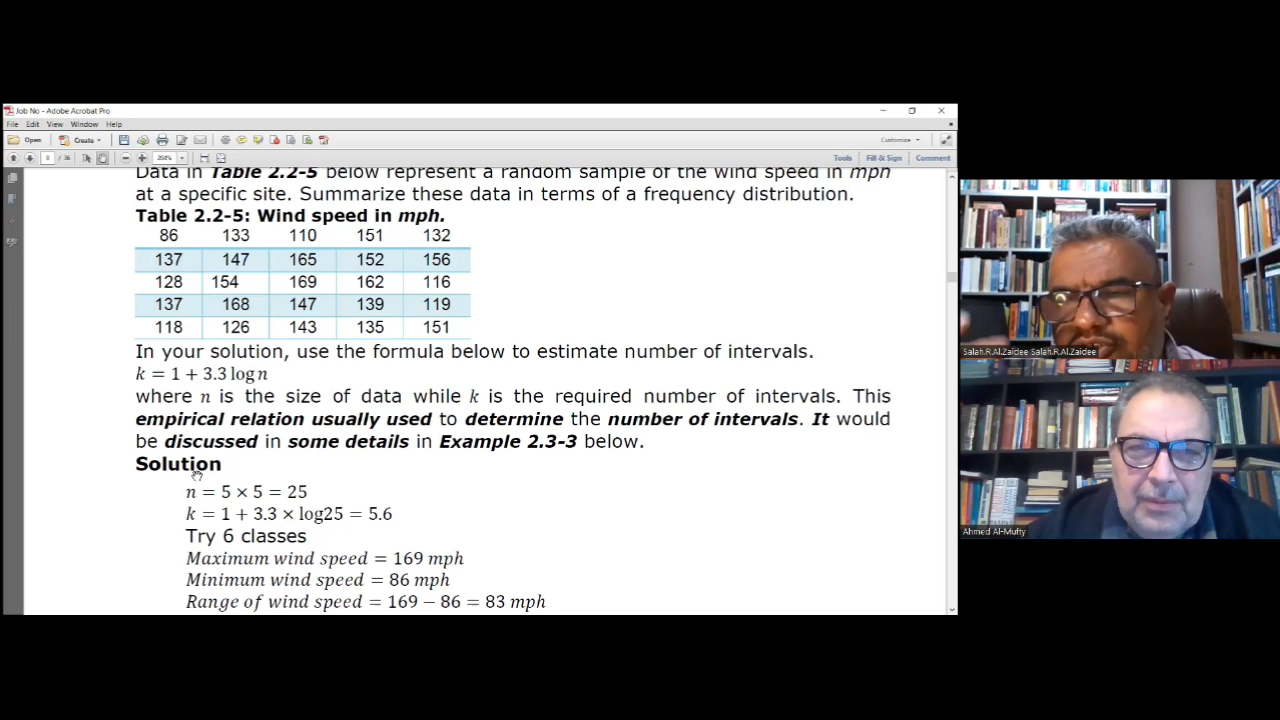 Job No - Adobe Acrobat Pro
File Edit View Window Help
Open Create Customize
8 / 36 204% Tools Fill & Sign Comment
Data in Table 2.2-5 below represent a random sample of the wind speed in mph
at a specific site. Summarize these data in terms of a frequency distribution.
Table 2.2-5: Wind speed in mph.
86 133 110 151 132
137 147 165 152 156
128 154 169 162 116
137 168 147 139 119
118 126 143 135 151
In your solution, use the formula below to estimate number of intervals.
k = 1 + 3.3 log n
where n is the size of data while k is the required number of intervals. This
empirical relation usually used to determine the number of intervals. It would
be discussed in some details in Example 2.3-3 below.
Solution
n = 5 × 5 = 25
k = 1 + 3.3 × log25 = 5.6
Try 6 classes
Maximum wind speed = 169 mph
Minimum wind speed = 86 mph
Range of wind speed = 169 − 86 = 83 mph
Salah.R.Al.Zaidee Salah.R.Al.Zaidee
Ahmed Al-Mufty